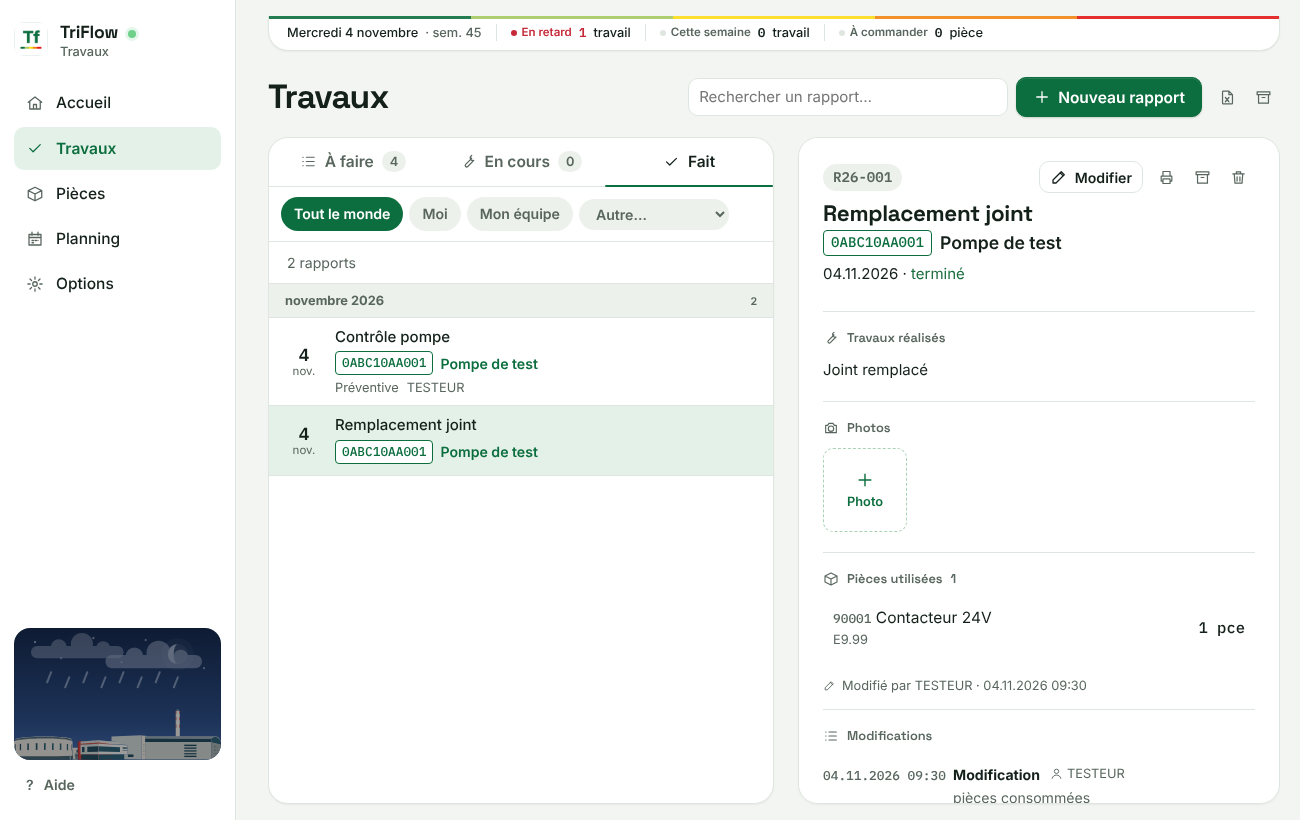 Tf TriFlow
Travaux
Accueil
Travaux
Pièces
Planning
Options
? Aide
Mercredi 4 novembre · sem. 45 En retard 1 travail Cette semaine 0 travail À commander 0 pièce
Travaux
Rechercher un rapport...
+ Nouveau rapport
À faire 4 En cours 0 Fait
Tout le monde Moi Mon équipe Autre...
2 rapports
novembre 2026 2
4 nov.
Contrôle pompe
0ABC10AA001 Pompe de test
Préventive TESTEUR
4 nov.
Remplacement joint
0ABC10AA001 Pompe de test
R26-001 Modifier
Remplacement joint
0ABC10AA001 Pompe de test
04.11.2026 · terminé
Travaux réalisés
Joint remplacé
Photos
+
Photo
Pièces utilisées 1
90001 Contacteur 24V
E9.99
1 pce
Modifié par TESTEUR · 04.11.2026 09:30
Modifications
04.11.2026 09:30 Modification TESTEUR
pièces consommées